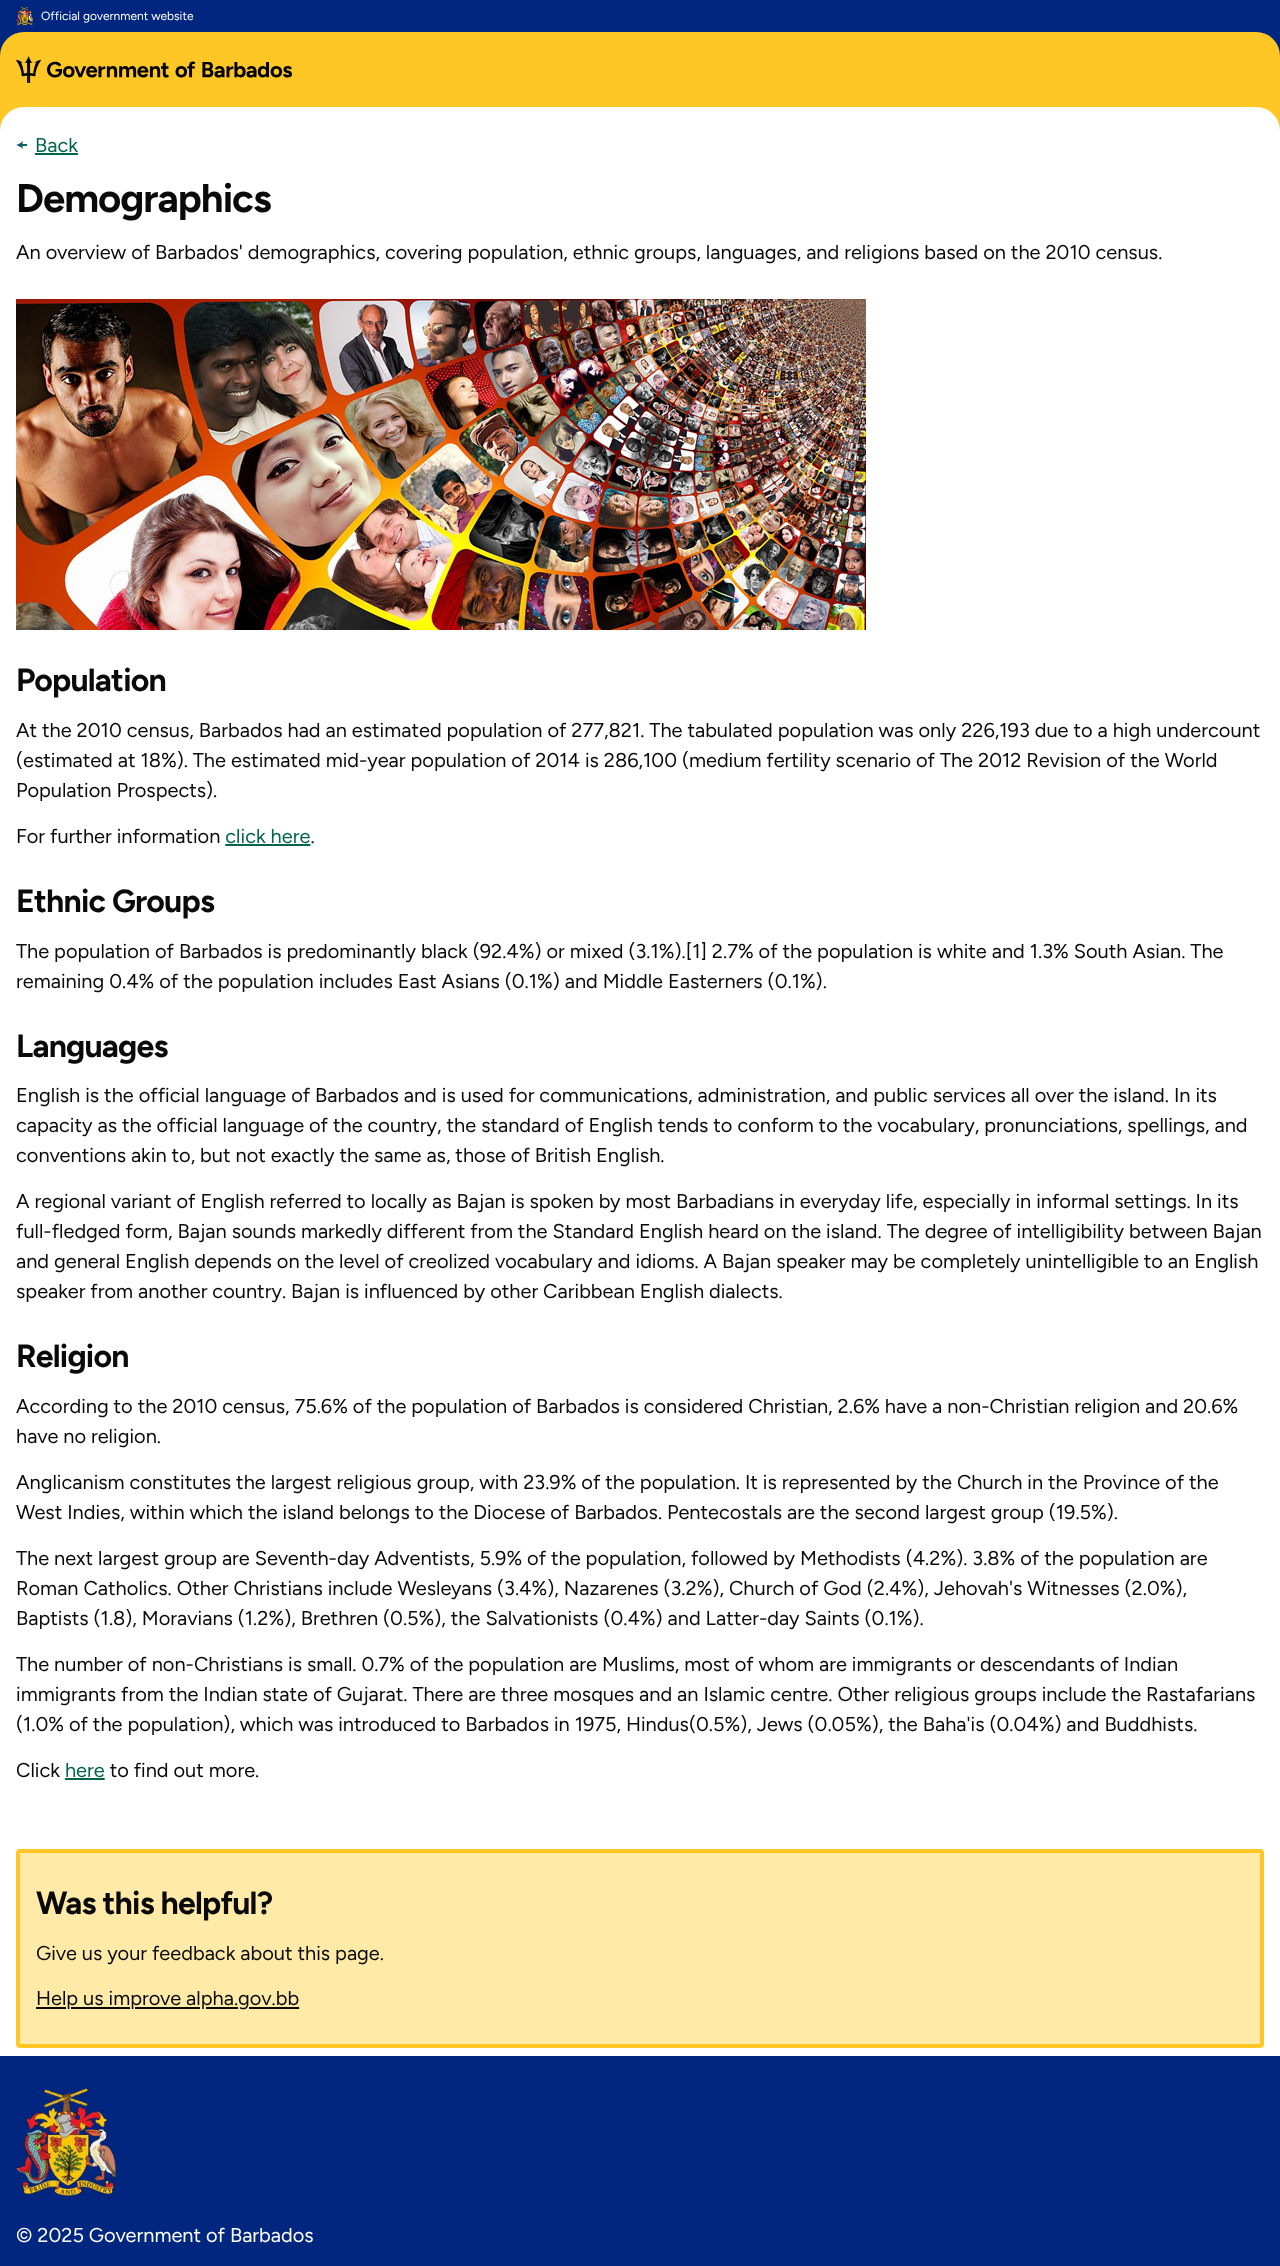 Official government website
Government of Barbados
← Back
Demographics
An overview of Barbados' demographics, covering population, ethnic groups, languages, and religions based on the 2010 census.
Population
At the 2010 census, Barbados had an estimated population of 277,821. The tabulated population was only 226,193 due to a high undercount
(estimated at 18%). The estimated mid-year population of 2014 is 286,100 (medium fertility scenario of The 2012 Revision of the World
Population Prospects).
For further information click here.
Ethnic Groups
The population of Barbados is predominantly black (92.4%) or mixed (3.1%).[1] 2.7% of the population is white and 1.3% South Asian. The
remaining 0.4% of the population includes East Asians (0.1%) and Middle Easterners (0.1%).
Languages
English is the official language of Barbados and is used for communications, administration, and public services all over the island. In its
capacity as the official language of the country, the standard of English tends to conform to the vocabulary, pronunciations, spellings, and
conventions akin to, but not exactly the same as, those of British English.
A regional variant of English referred to locally as Bajan is spoken by most Barbadians in everyday life, especially in informal settings. In its
full-fledged form, Bajan sounds markedly different from the Standard English heard on the island. The degree of intelligibility between Bajan
and general English depends on the level of creolized vocabulary and idioms. A Bajan speaker may be completely unintelligible to an English
speaker from another country. Bajan is influenced by other Caribbean English dialects.
Religion
According to the 2010 census, 75.6% of the population of Barbados is considered Christian, 2.6% have a non-Christian religion and 20.6%
have no religion.
Anglicanism constitutes the largest religious group, with 23.9% of the population. It is represented by the Church in the Province of the
West Indies, within which the island belongs to the Diocese of Barbados. Pentecostals are the second largest group (19.5%).
The next largest group are Seventh-day Adventists, 5.9% of the population, followed by Methodists (4.2%). 3.8% of the population are
Roman Catholics. Other Christians include Wesleyans (3.4%), Nazarenes (3.2%), Church of God (2.4%), Jehovah's Witnesses (2.0%),
Baptists (1.8), Moravians (1.2%), Brethren (0.5%), the Salvationists (0.4%) and Latter-day Saints (0.1%).
The number of non-Christians is small. 0.7% of the population are Muslims, most of whom are immigrants or descendants of Indian
immigrants from the Indian state of Gujarat. There are three mosques and an Islamic centre. Other religious groups include the Rastafarians
(1.0% of the population), which was introduced to Barbados in 1975, Hindus(0.5%), Jews (0.05%), the Baha'is (0.04%) and Buddhists.
Click here to find out more.
Was this helpful?
Give us your feedback about this page.
Help us improve alpha.gov.bb
PRIDE AND INDUSTRY
© 2025 Government of Barbados